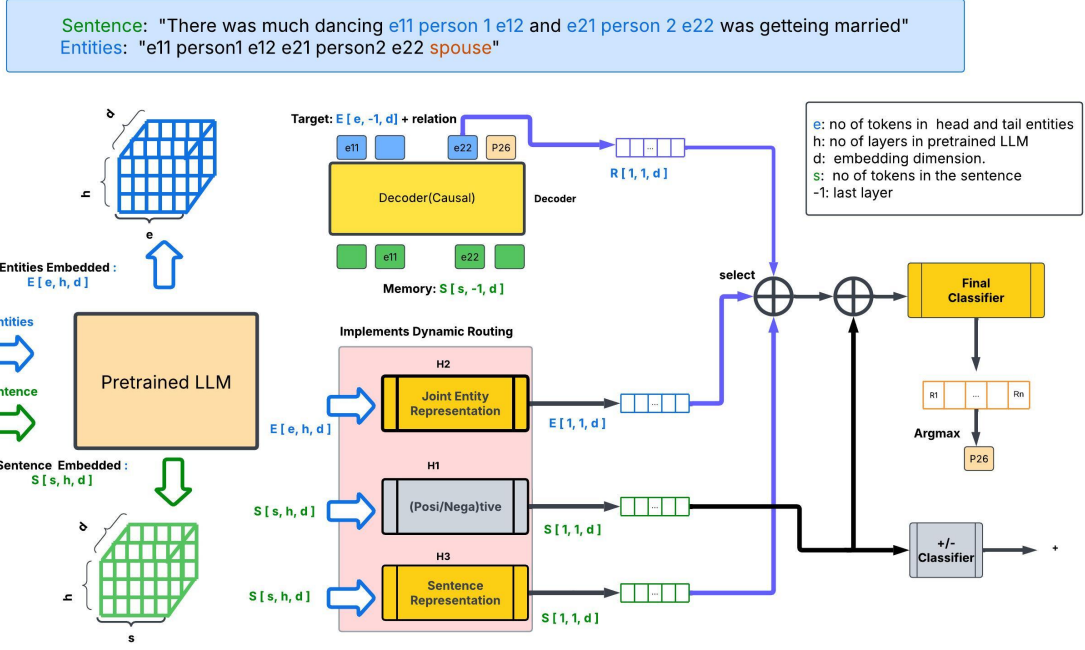 Sentence: "There was much dancing e11 person 1 e12 and e21 person 2 e22 was getteing married"
Entities: "e11 person1 e12 e21 person2 e22 spouse"
d
h
e
Entities Embedded :
E [ e, h, d ]
ntities
ntence
Pretrained LLM
Sentence Embedded :
S [ s, h, d ]
d
h
s
Target: E [ e, -1, d] + relation
e11
e22
P26
Decoder(Causal)
Decoder
e11
e22
Memory: S [ s, -1, d ]
...
R [ 1, 1, d ]
e: no of tokens in head and tail entities
h: no of layers in pretrained LLM
d: embedding dimension.
s: no of tokens in the sentence
-1: last layer
select
Implements Dynamic Routing
H2
Joint Entity
Representation
E [ e, h, d ]
...
E [ 1, 1, d ]
H1
(Posi/Nega)tive
S [ s, h, d ]
...
S [ 1, 1, d ]
H3
Sentence
Representation
S [ s, h, d ]
...
S [ 1, 1, d ]
Final
Classifier
R1 ... Rn
Argmax
P26
+/-
Classifier
+